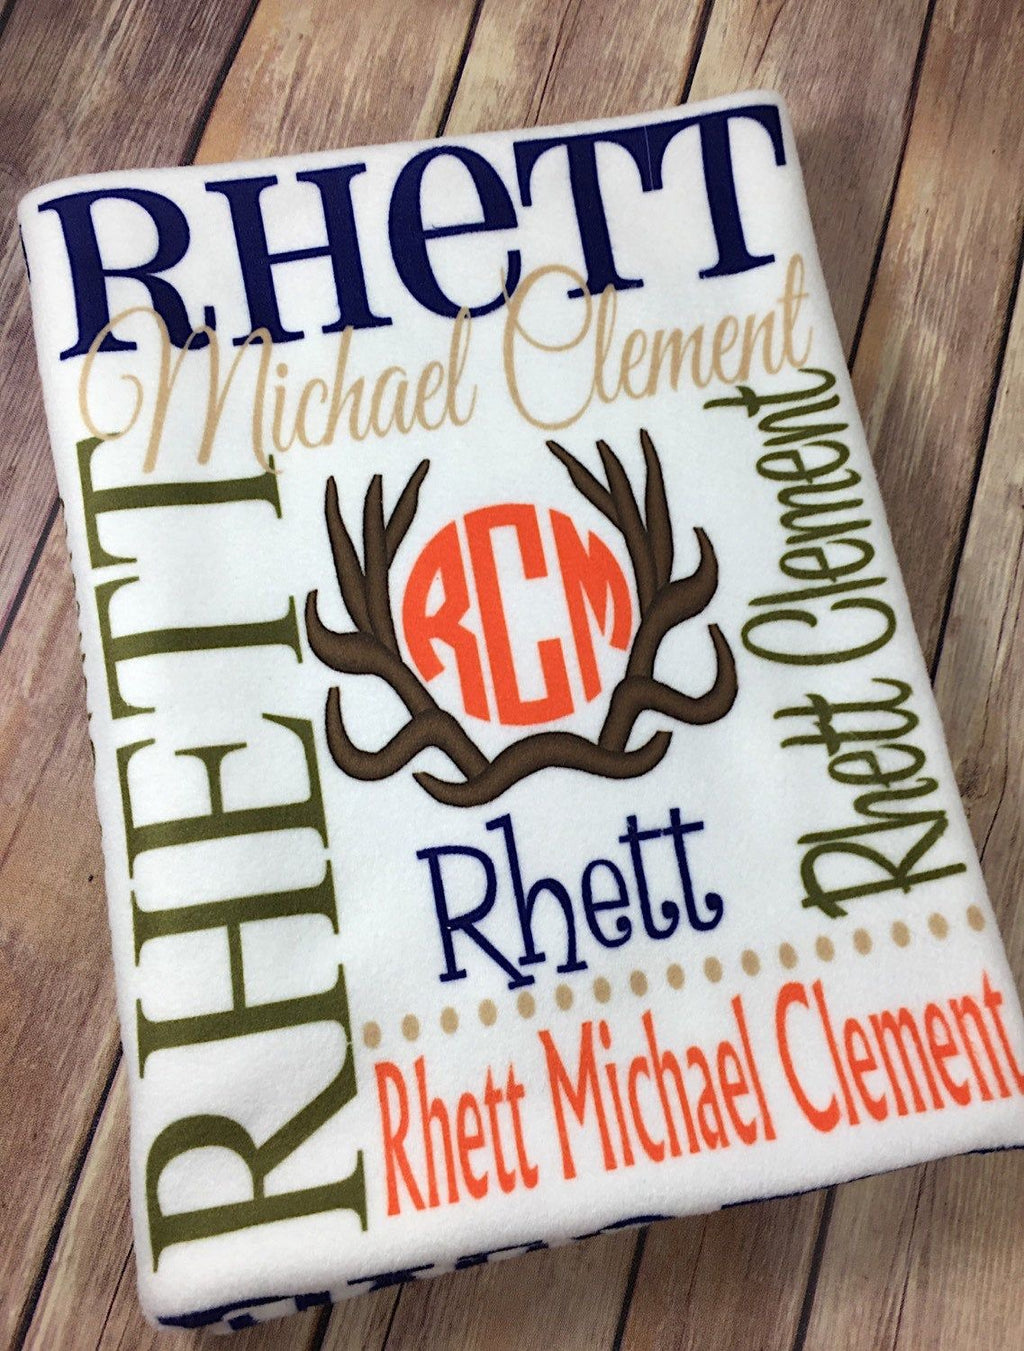 RHeTT
Michael Clement
RHETT
RCM
Rhett Clement
Rhett
Rhett Michael Clement